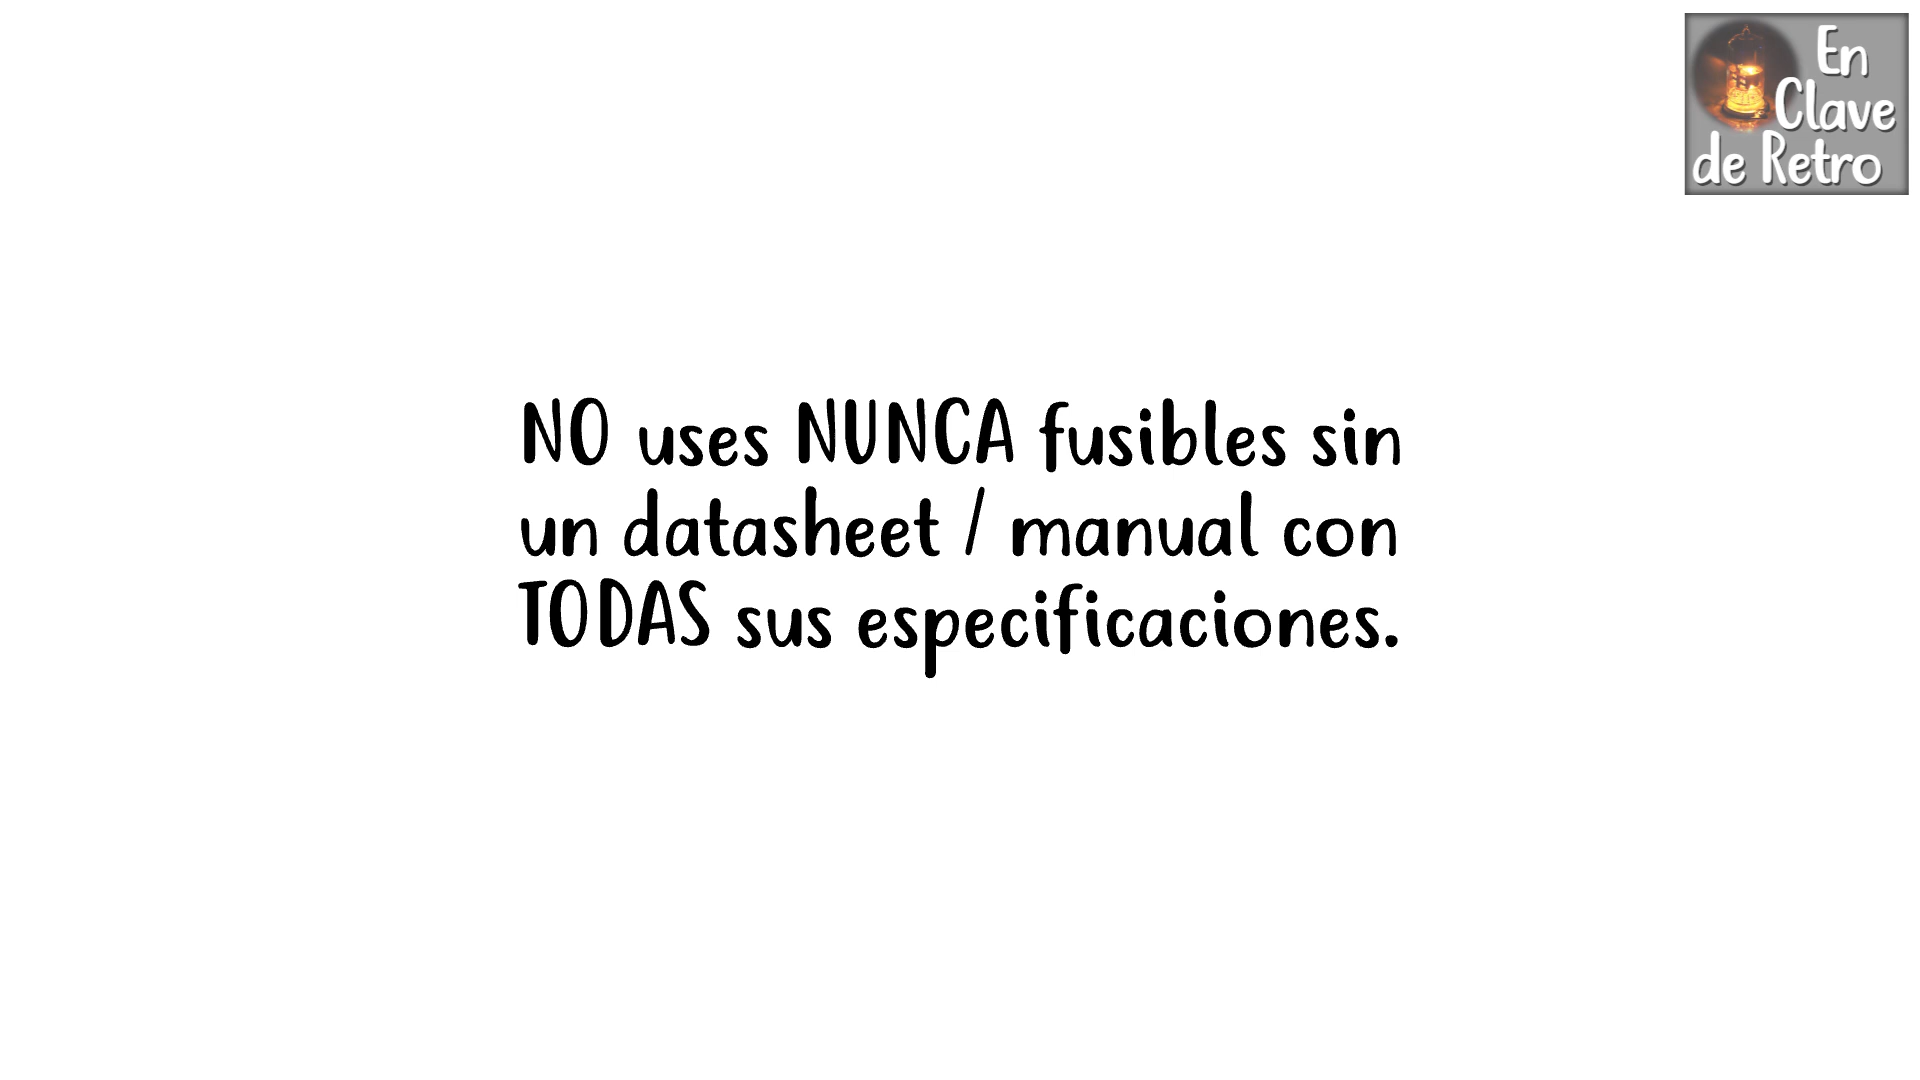 En
Clave
de Retro
NO uses NUNCA fusibles sin
un datasheet / manual con
TODAS sus especificaciones.